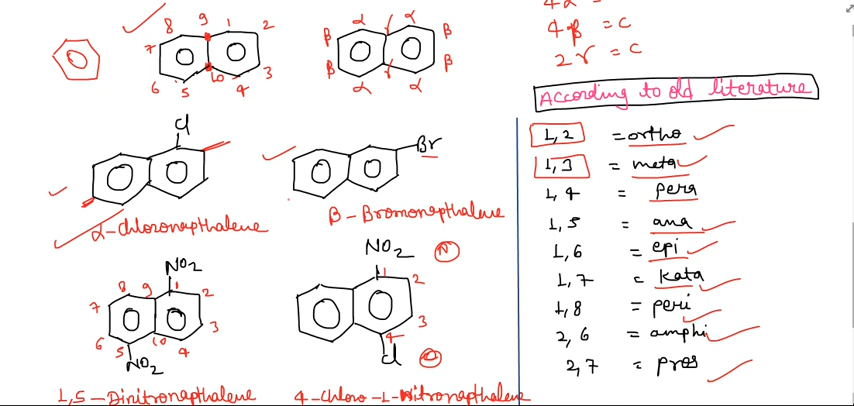 4α =
4β = C
2γ = C
8 9 1 2
7
6 5 10 4 3
α α
β γ β
β γ β
α α
According to old literature
Cl
α-chloronapthalene
Br
β-Bromonapthalene
1,2 = ortho
1,3 = meta
1,4 = pera
1,5 = ana
1,6 = epi
1,7 = kata
1,8 = peri
2,6 = amphi
2,7 = pros
NO2
8 9 1 2
7
6 5 10 4 3
NO2
1,5-Dinitronapthalene
NO2 N
1 2
3
4
Cl
4-Chloro-1-Nitronapthalene